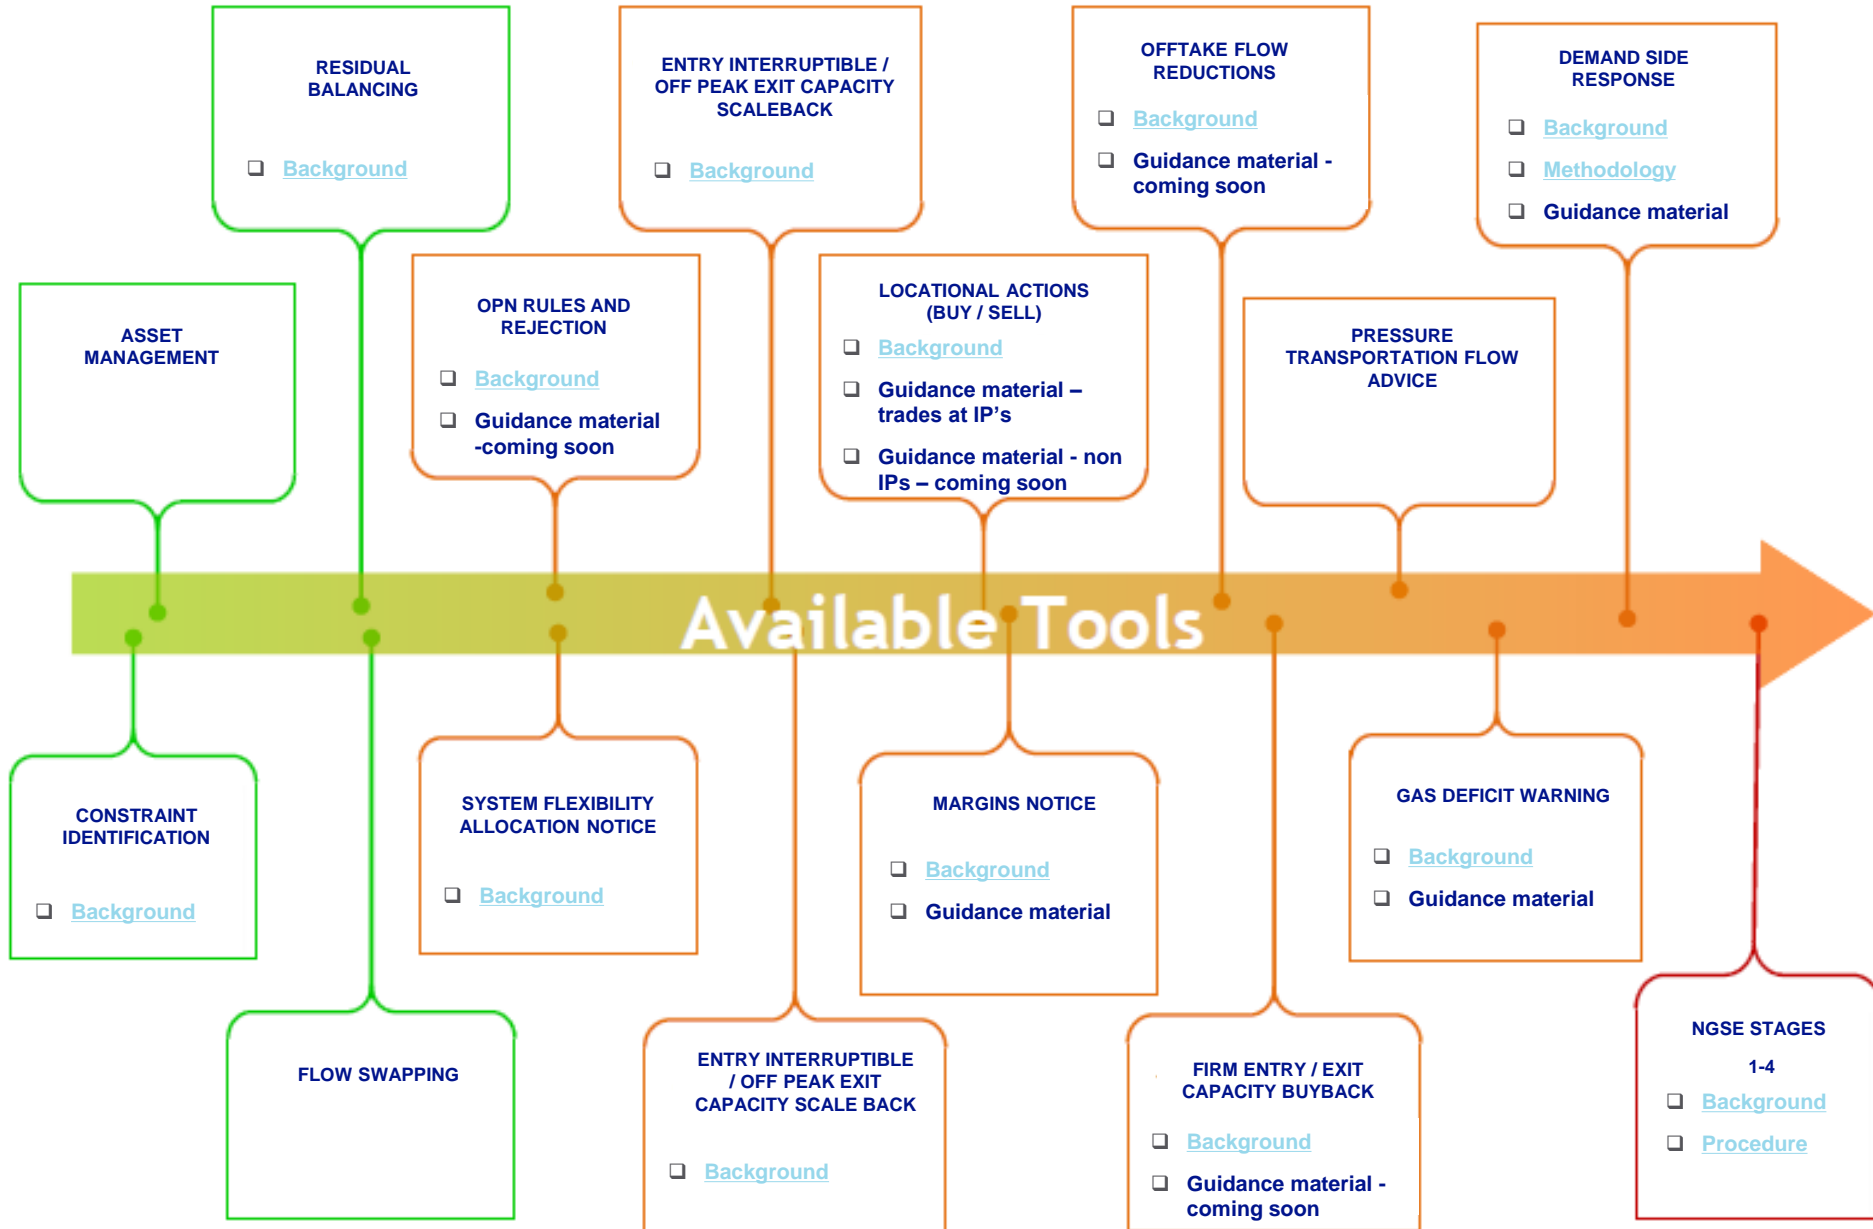 RESIDUAL
BALANCING
❑ Background
ENTRY INTERRUPTIBLE /
OFF PEAK EXIT CAPACITY
SCALEBACK
❑ Background
OFFTAKE FLOW
REDUCTIONS
❑ Background
❑ Guidance material -
coming soon
DEMAND SIDE
RESPONSE
❑ Background
❑ Methodology
❑ Guidance material
ASSET
MANAGEMENT
OPN RULES AND
REJECTION
❑ Background
❑ Guidance material
-coming soon
LOCATIONAL ACTIONS
(BUY / SELL)
❑ Background
❑ Guidance material –
trades at IP’s
❑ Guidance material - non
IPs – coming soon
PRESSURE
TRANSPORTATION FLOW
ADVICE
Available Tools
CONSTRAINT
IDENTIFICATION
❑ Background
SYSTEM FLEXIBILITY
ALLOCATION NOTICE
❑ Background
MARGINS NOTICE
❑ Background
❑ Guidance material
GAS DEFICIT WARNING
❑ Background
❑ Guidance material
FLOW SWAPPING
ENTRY INTERRUPTIBLE
/ OFF PEAK EXIT
CAPACITY SCALE BACK
❑ Background
FIRM ENTRY / EXIT
CAPACITY BUYBACK
❑ Background
❑ Guidance material -
coming soon
NGSE STAGES
1-4
❑ Background
❑ Procedure